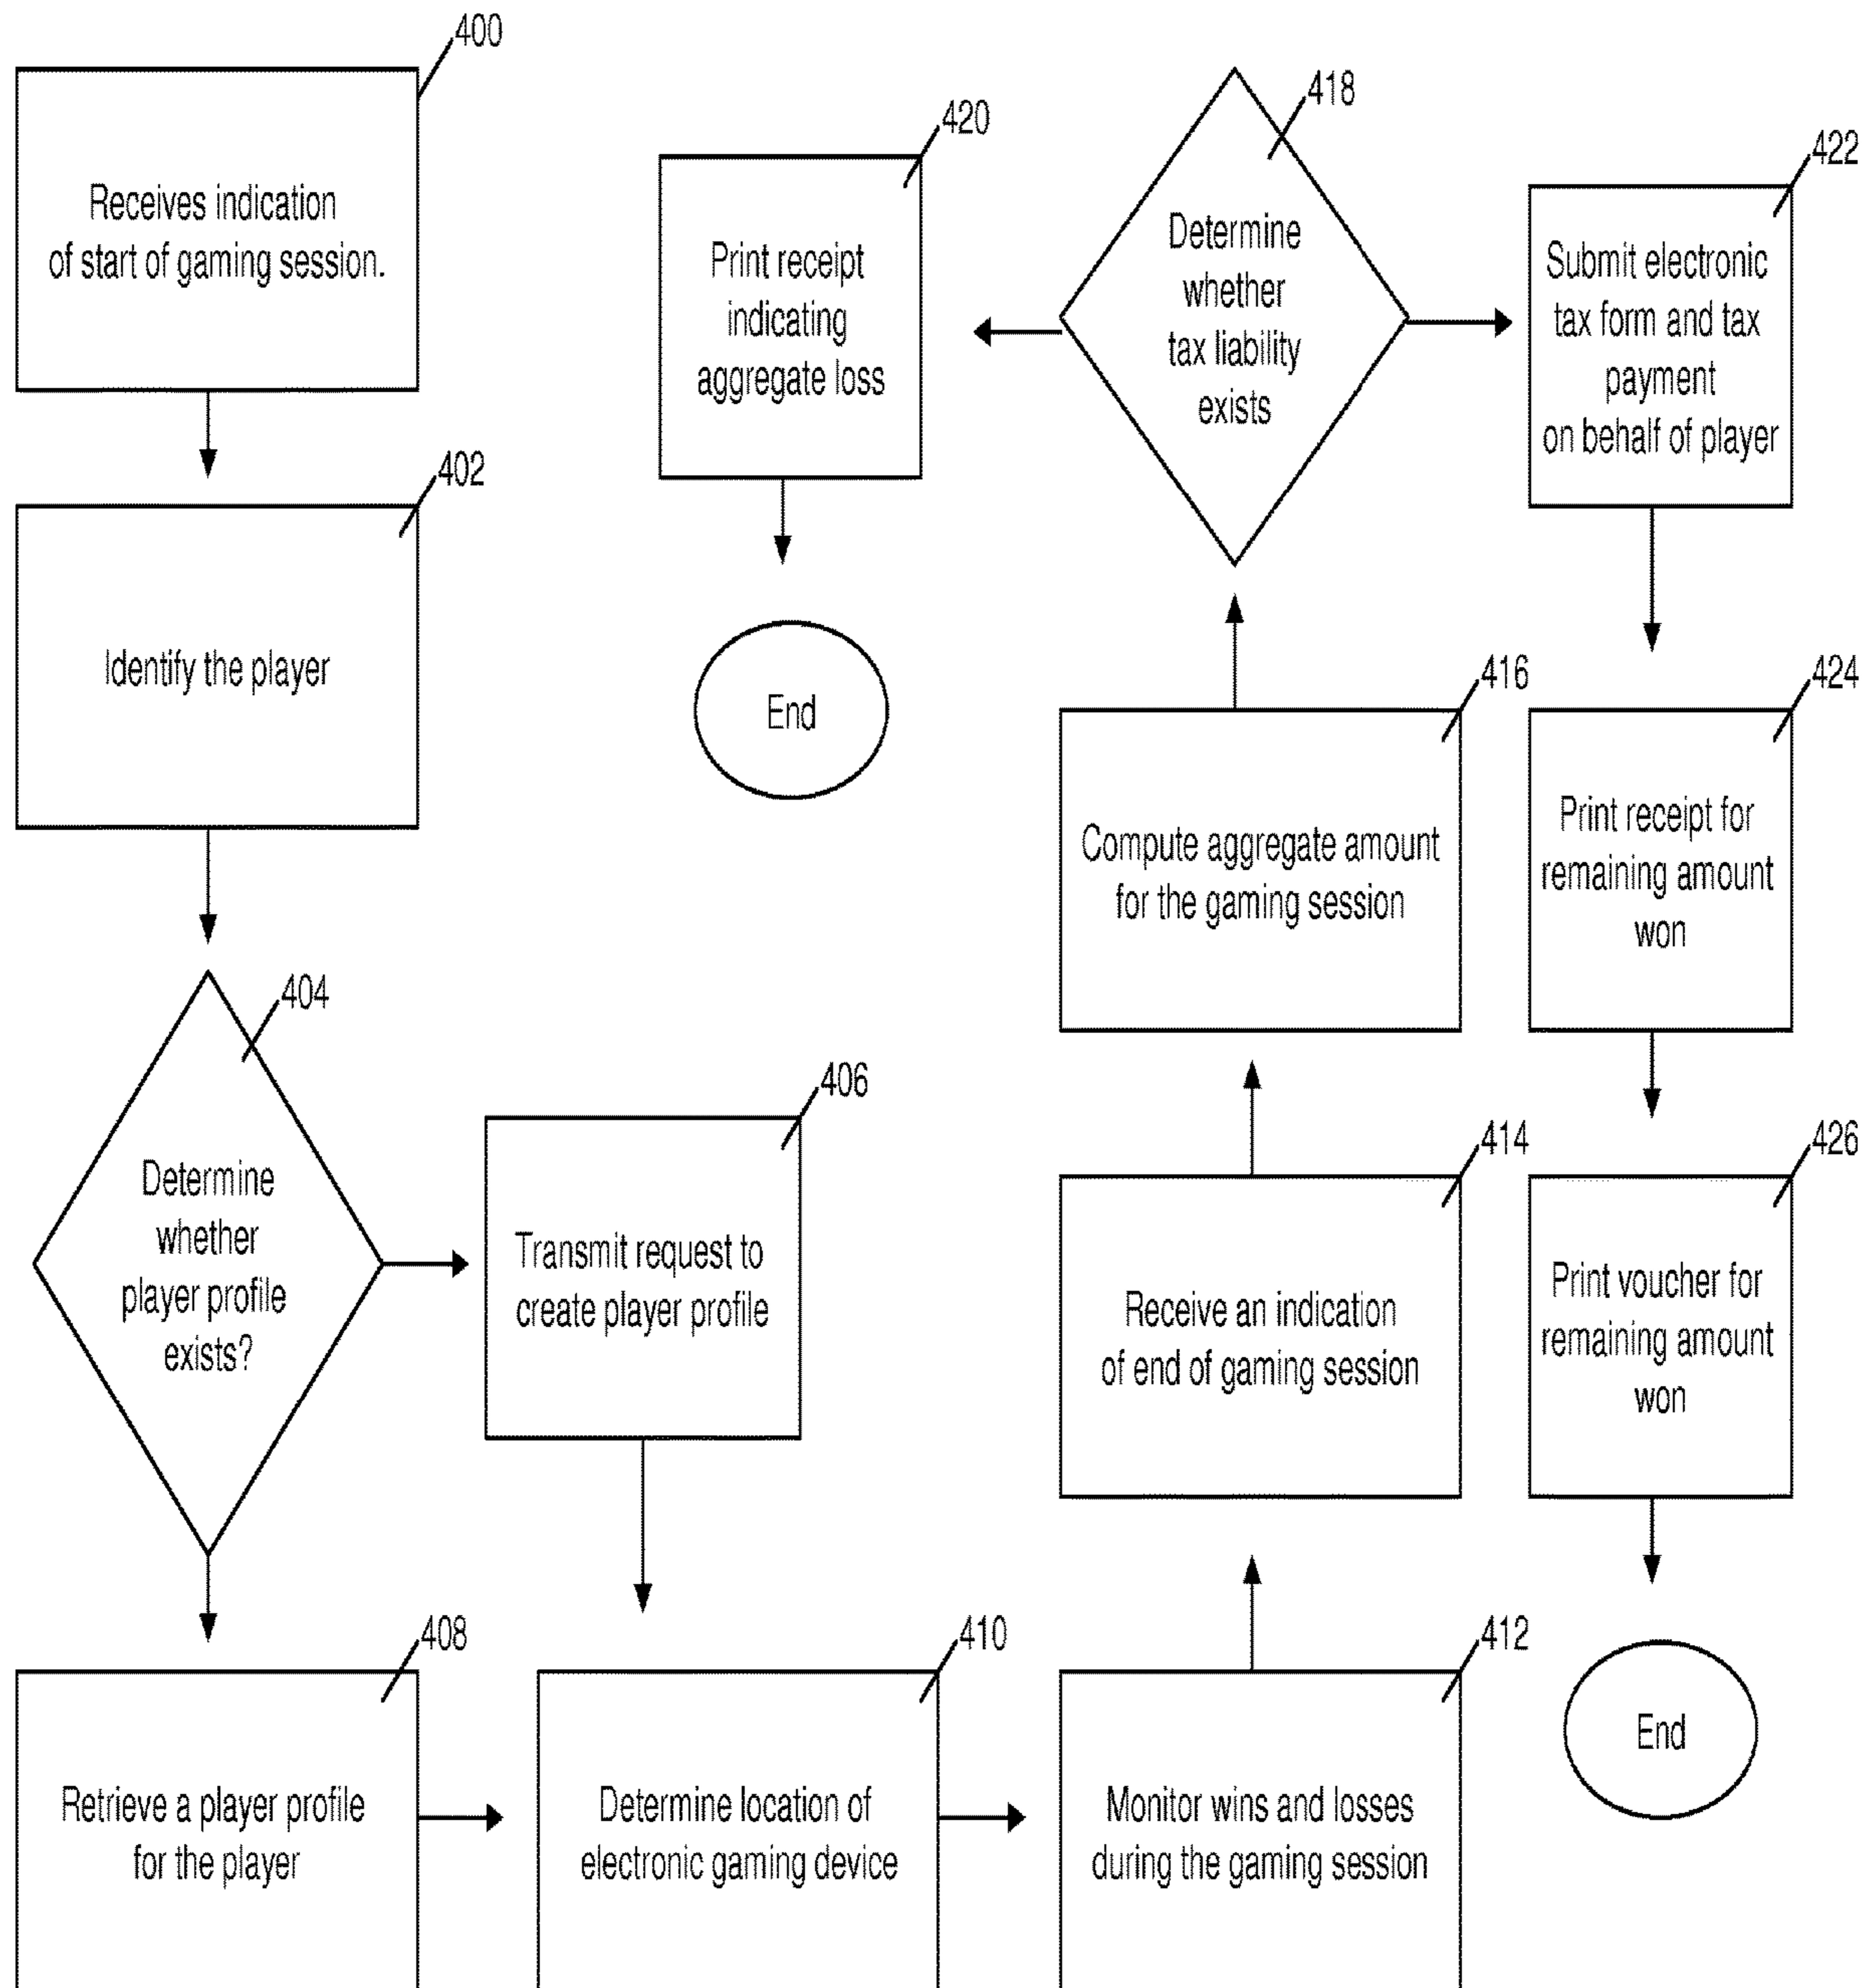 400
Receives indication
of start of gaming session.
402
Identify the player
404
Determine
whether
player profile
exists?
406
Transmit request to
create player profile
408
Retrieve a player profile
for the player
410
Determine location of
electronic gaming device
412
Monitor wins and losses
during the gaming session
414
Receive an indication
of end of gaming session
416
Compute aggregate amount
for the gaming session
418
Determine
whether
tax liability
exists
420
Print receipt
indicating
aggregate loss
End
422
Submit electronic
tax form and tax
payment
on behalf of player
424
Print receipt for
remaining amount
won
426
Print voucher for
remaining amount
won
End